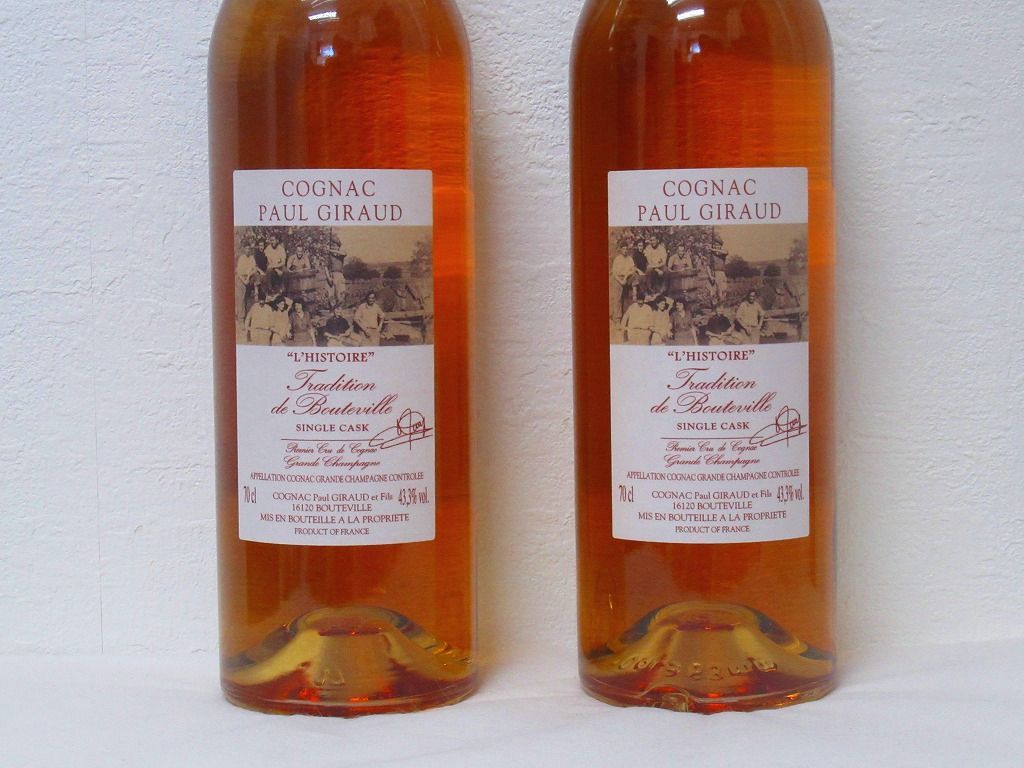 COGNAC
PAUL GIRAUD
"L'HISTOIRE"
Tradition
de Bouteville
SINGLE CASK
Premier Cru de Cognac
Grande Champagne
APPELLATION COGNAC GRANDE CHAMPAGNE CONTROLÉE
70 cl COGNAC Paul GIRAUD et Fils 43,3% vol.
16120 BOUTEVILLE
MIS EN BOUTEILLE A LA PROPRIETE
PRODUCT OF FRANCE
COGNAC
PAUL GIRAUD
"L'HISTOIRE"
Tradition
de Bouteville
SINGLE CASK
Premier Cru de Cognac
Grande Champagne
APPELLATION COGNAC GRANDE CHAMPAGNE CONTROLÉE
70 cl COGNAC Paul GIRAUD et Fils 43,3% vol.
16120 BOUTEVILLE
MIS EN BOUTEILLE A LA PROPRIETE
PRODUCT OF FRANCE